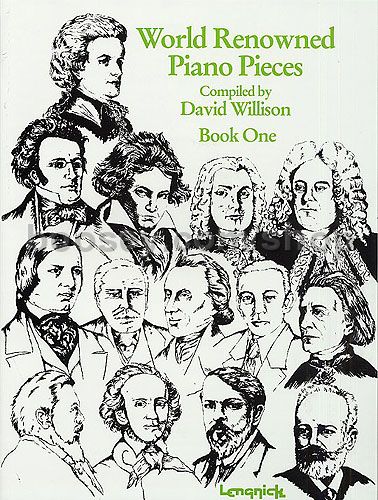 World Renowned
Piano Pieces
Compiled by
David Willison
Book One
Lengnick